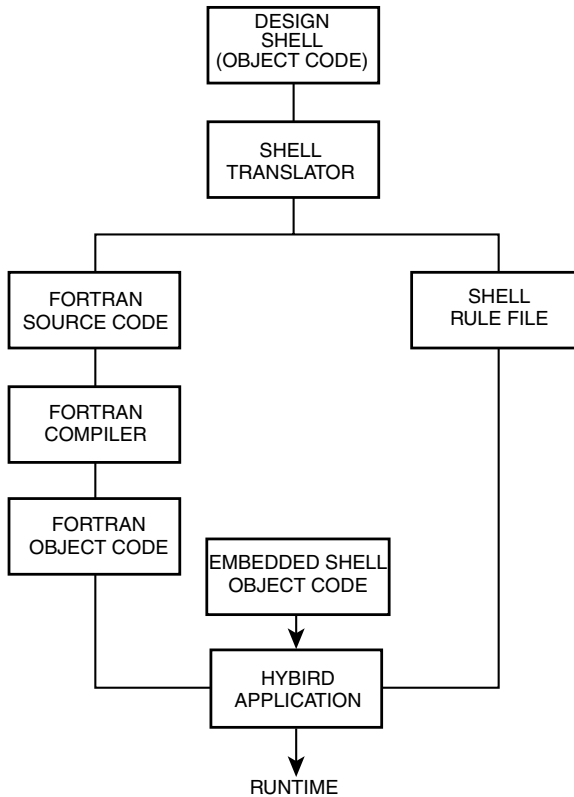 DESIGN
SHELL
(OBJECT CODE)
SHELL
TRANSLATOR
FORTRAN
SOURCE CODE
SHELL
RULE FILE
FORTRAN
COMPILER
FORTRAN
OBJECT CODE
EMBEDDED SHELL
OBJECT CODE
HYBIRD
APPLICATION
RUNTIME